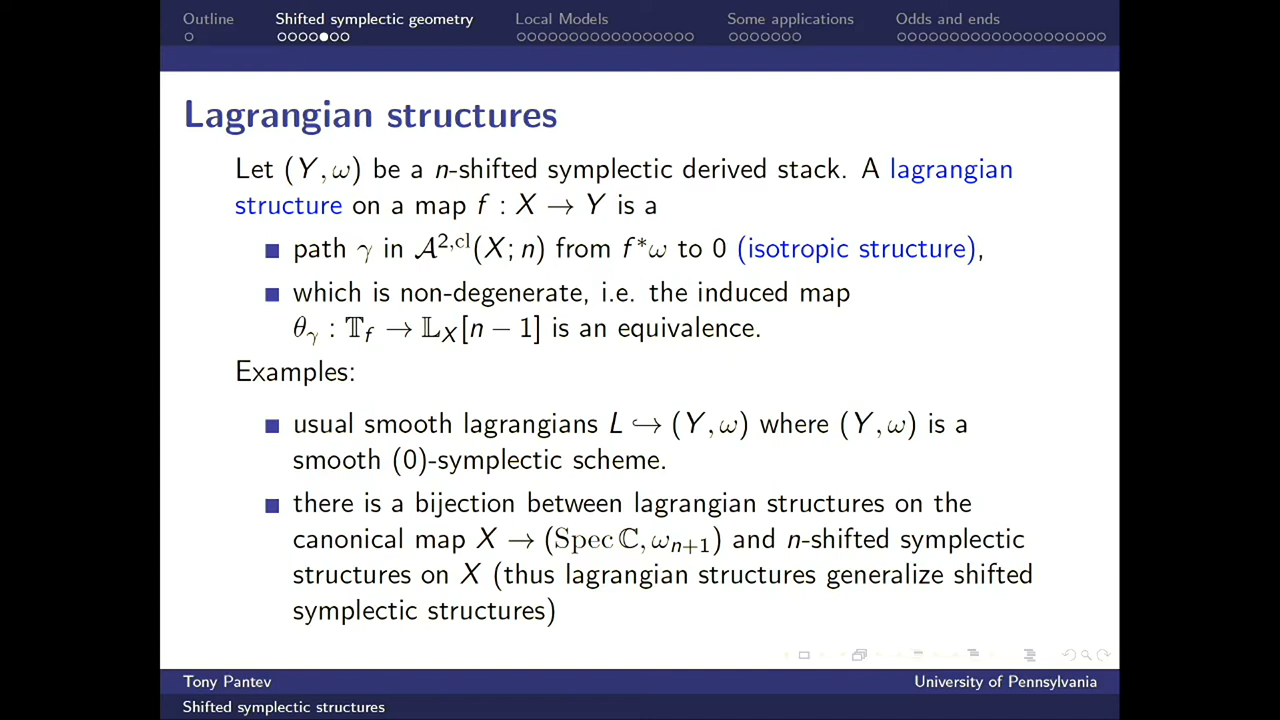 Outline Shifted symplectic geometry Local Models Some applications Odds and ends
Lagrangian structures
Let (Y, ω) be a n-shifted symplectic derived stack. A lagrangian
structure on a map f : X → Y is a
path γ in 𝒜^{2,cl}(X; n) from f*ω to 0 (isotropic structure),
which is non-degenerate, i.e. the induced map
θ_γ : 𝕋_f → 𝕃_X[n − 1] is an equivalence.
Examples:
usual smooth lagrangians L ↪ (Y, ω) where (Y, ω) is a
smooth (0)-symplectic scheme.
there is a bijection between lagrangian structures on the
canonical map X → (Spec ℂ, ω_{n+1}) and n-shifted symplectic
structures on X (thus lagrangian structures generalize shifted
symplectic structures)
Tony Pantev University of Pennsylvania
Shifted symplectic structures